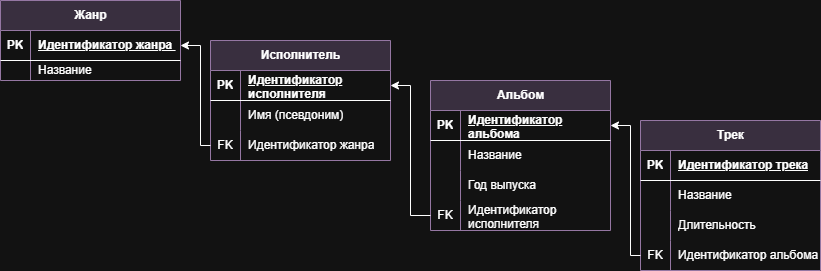 Жанр
PK Идентификатор жанра
Название
Исполнитель
PK Идентификатор
исполнителя
Имя (псевдоним)
FK Идентификатор жанра
Альбом
PK Идентификатор
альбома
Название
Год выпуска
FK Идентификатор
исполнителя
Трек
PK Идентификатор трека
Название
Длительность
FK Идентификатор альбома